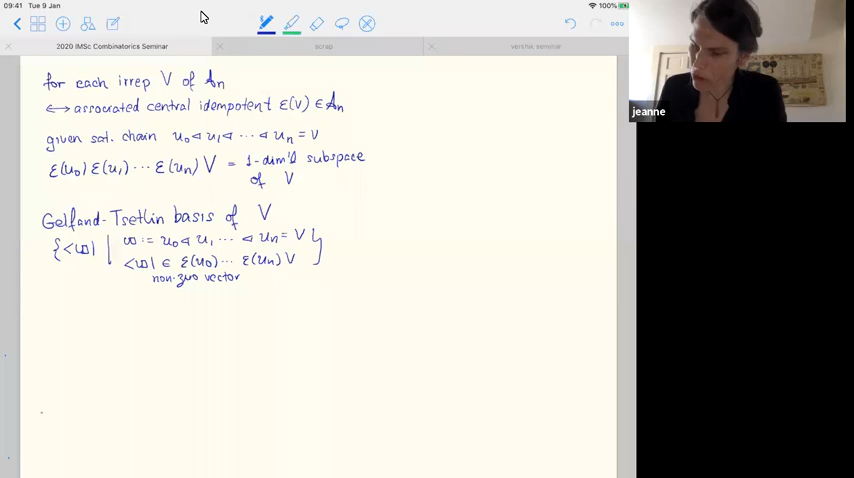 09:41 Tue 9 Jan
100%
2020 IMSc Combinatorics Seminar
scrap
vershik seminar
for each irrep V of An
↔ associated central idempotent ε(V) ∈ An
given sat. chain u₀ ◁ u₁ ◁ ⋯ ◁ uₙ = V
ε(u₀) ε(u₁) ⋯ ε(uₙ) V = 1-dim'l subspace
of V
Gelfand-Tsetlin basis of V
{ <ω| | ω := u₀ ◁ u₁ ⋯ ◁ uₙ = V }
<ω| ∈ ε(u₀) ⋯ ε(uₙ) V
non-zero vector
jeanne